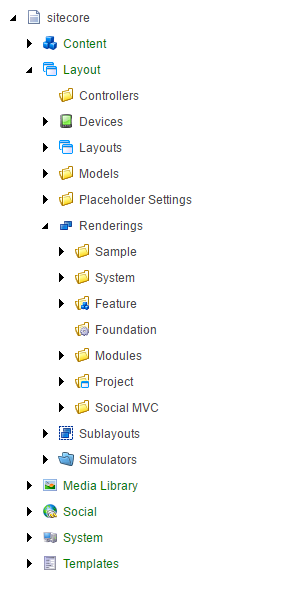 sitecore
Content
Layout
Controllers
Devices
Layouts
Models
Placeholder Settings
Renderings
Sample
System
Feature
Foundation
Modules
Project
Social MVC
Sublayouts
Simulators
Media Library
Social
System
Templates